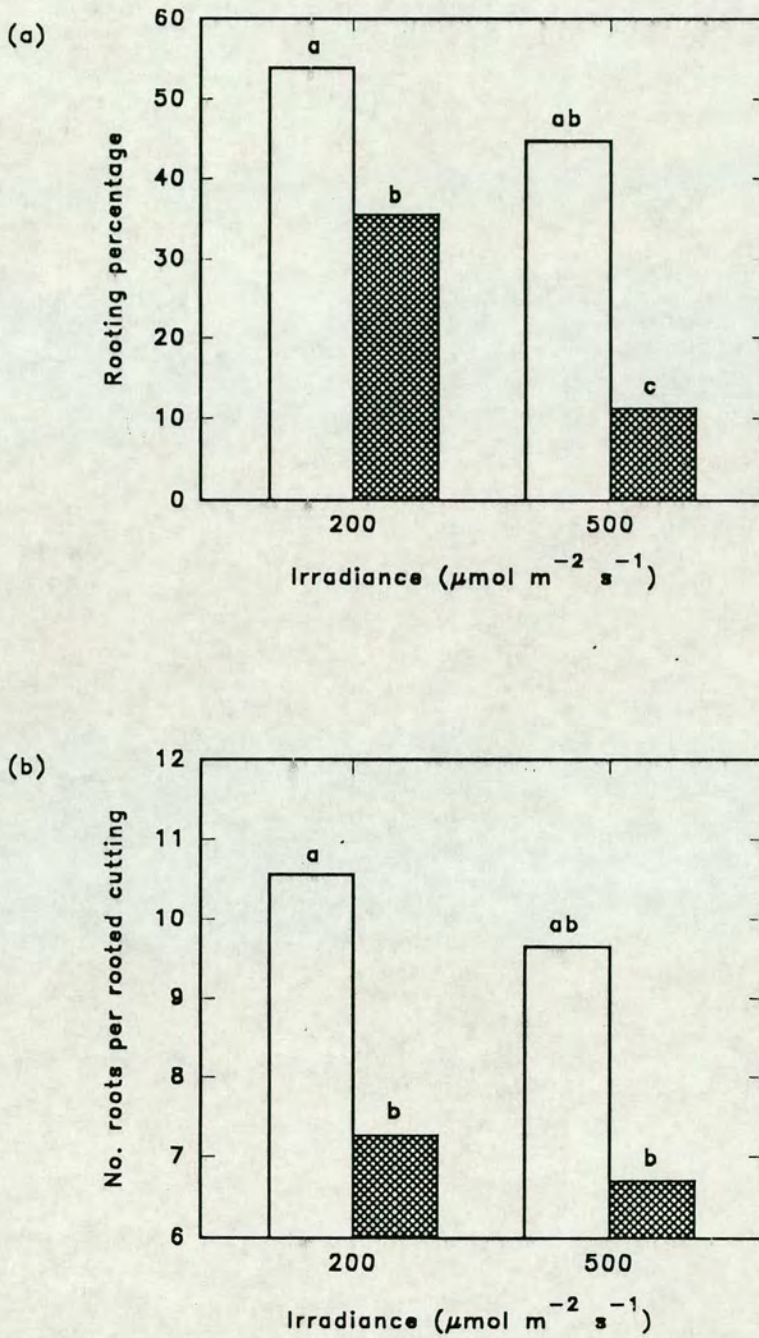 (a)
60
50
40
30
20
10
0
Rooting percentage
a
b
ab
c
200 500
Irradiance (μmol m⁻² s⁻¹)
(b)
12
11
10
9
8
7
6
No. roots per rooted cutting
a
b
ab
b
200 500
Irradiance (μmol m⁻² s⁻¹)